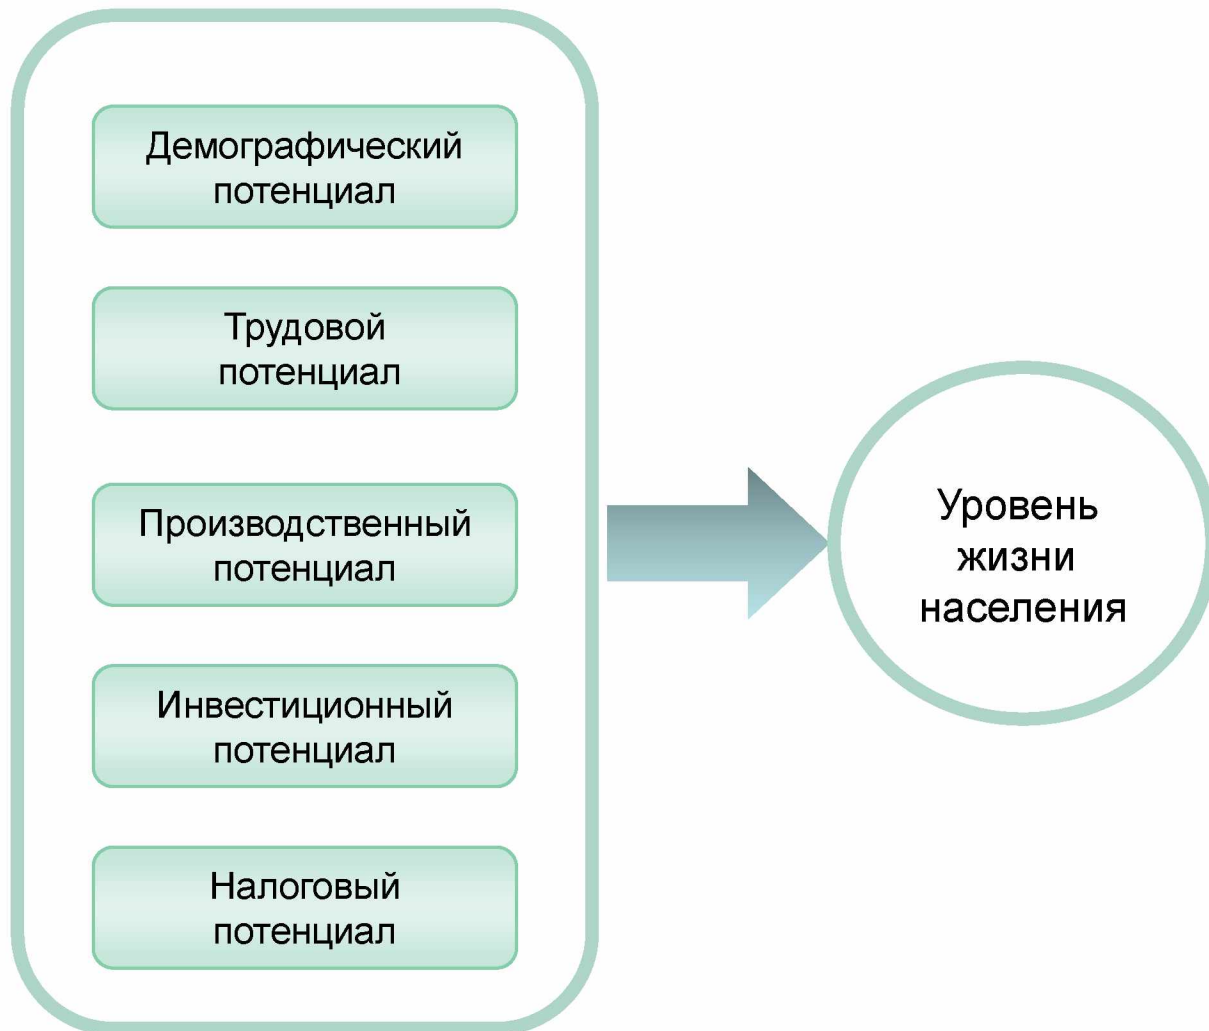 Демографический
потенциал
Трудовой
потенциал
Производственный
потенциал
Инвестиционный
потенциал
Налоговый
потенциал
Уровень
жизни
населения